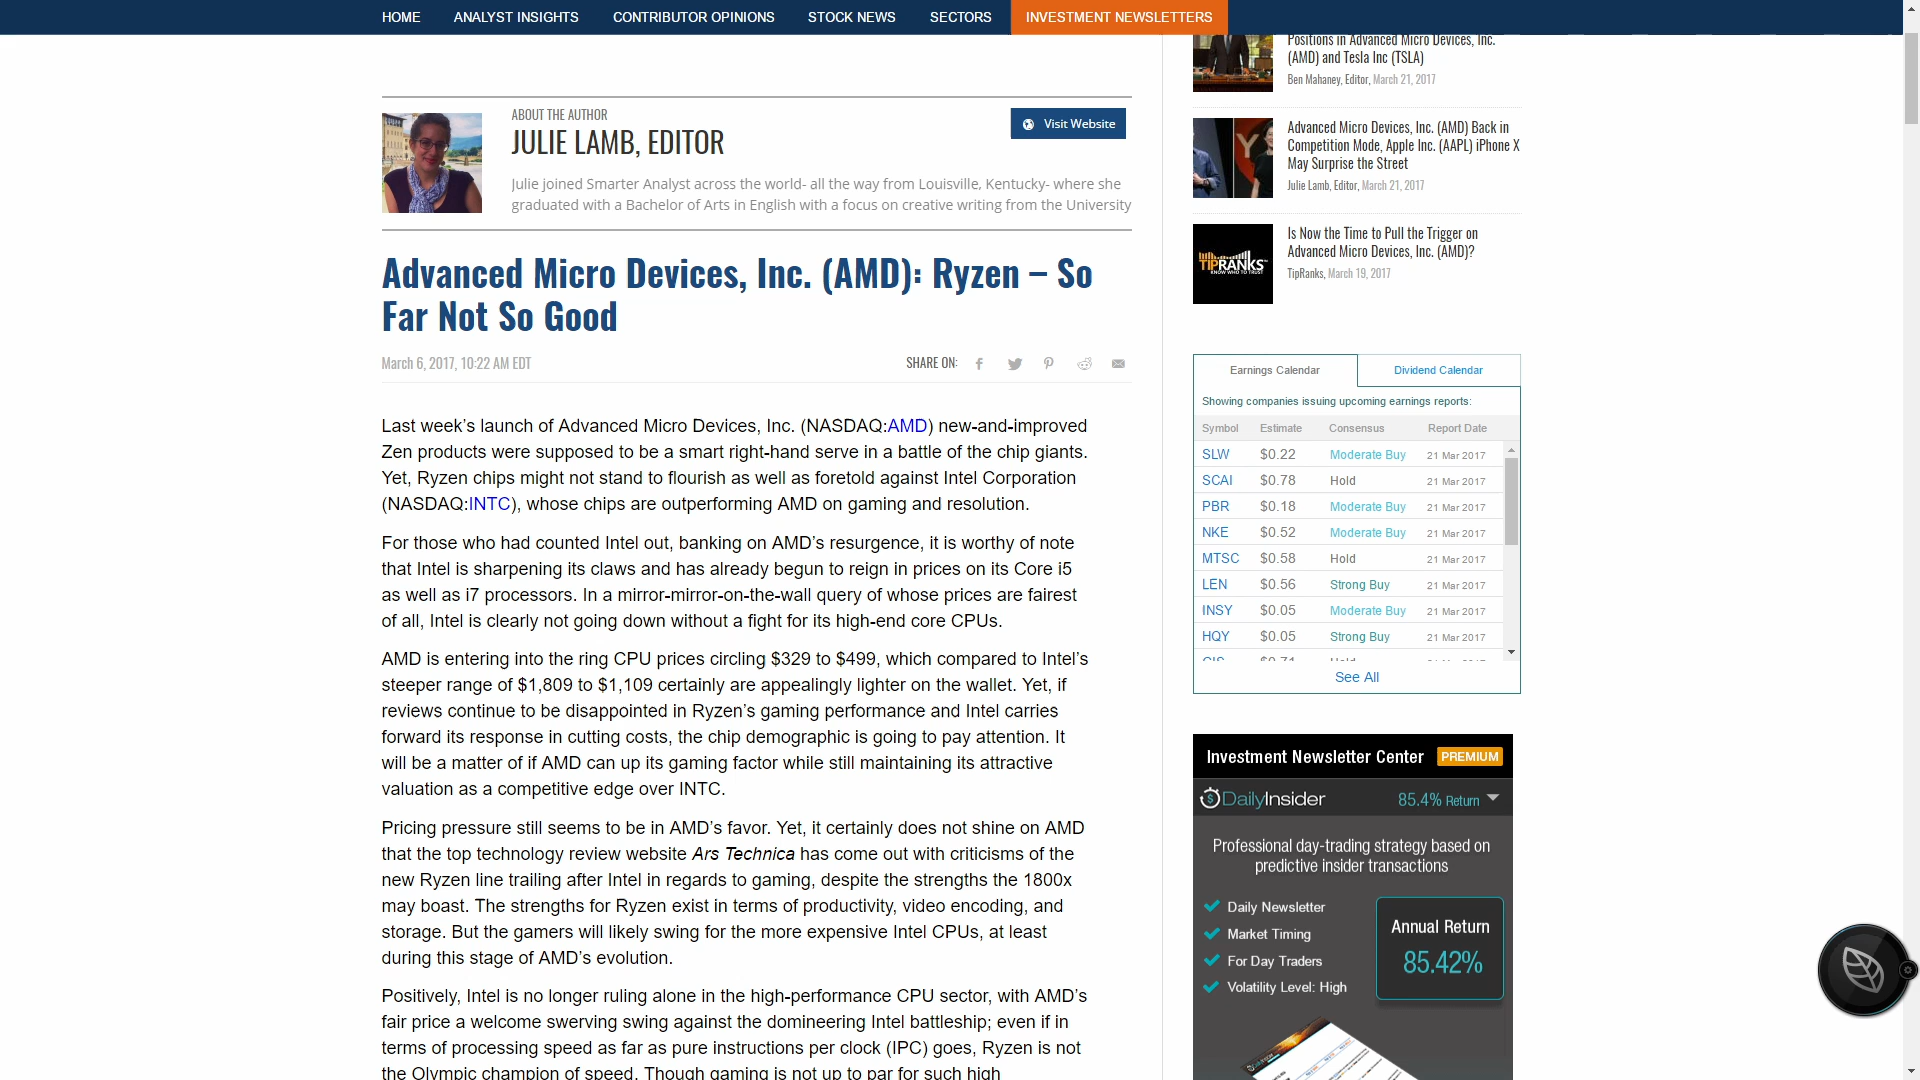 HOME ANALYST INSIGHTS CONTRIBUTOR OPINIONS STOCK NEWS SECTORS INVESTMENT NEWSLETTERS
ABOUT THE AUTHOR
JULIE LAMB, EDITOR
Visit Website
Julie joined Smarter Analyst across the world- all the way from Louisville, Kentucky- where she
graduated with a Bachelor of Arts in English with a focus on creative writing from the University
Advanced Micro Devices, Inc. (AMD): Ryzen – So
Far Not So Good
March 6, 2017, 10:22 AM EDT
SHARE ON:
Last week’s launch of Advanced Micro Devices, Inc. (NASDAQ:AMD) new-and-improved
Zen products were supposed to be a smart right-hand serve in a battle of the chip giants.
Yet, Ryzen chips might not stand to flourish as well as foretold against Intel Corporation
(NASDAQ:INTC), whose chips are outperforming AMD on gaming and resolution.
For those who had counted Intel out, banking on AMD’s resurgence, it is worthy of note
that Intel is sharpening its claws and has already begun to reign in prices on its Core i5
as well as i7 processors. In a mirror-mirror-on-the-wall query of whose prices are fairest
of all, Intel is clearly not going down without a fight for its high-end core CPUs.
AMD is entering into the ring CPU prices circling $329 to $499, which compared to Intel’s
steeper range of $1,809 to $1,109 certainly are appealingly lighter on the wallet. Yet, if
reviews continue to be disappointed in Ryzen’s gaming performance and Intel carries
forward its response in cutting costs, the chip demographic is going to pay attention. It
will be a matter of if AMD can up its gaming factor while still maintaining its attractive
valuation as a competitive edge over INTC.
Pricing pressure still seems to be in AMD’s favor. Yet, it certainly does not shine on AMD
that the top technology review website Ars Technica has come out with criticisms of the
new Ryzen line trailing after Intel in regards to gaming, despite the strengths the 1800x
may boast. The strengths for Ryzen exist in terms of productivity, video encoding, and
storage. But the gamers will likely swing for the more expensive Intel CPUs, at least
during this stage of AMD’s evolution.
Positively, Intel is no longer ruling alone in the high-performance CPU sector, with AMD’s
fair price a welcome swerving swing against the domineering Intel battleship; even if in
terms of processing speed as far as pure instructions per clock (IPC) goes, Ryzen is not
the Olympic champion of speed. Though gaming is not up to par for such high
Positions in Advanced Micro Devices, Inc.
(AMD) and Tesla Inc (TSLA)
Ben Mahaney, Editor, March 21, 2017
Advanced Micro Devices, Inc. (AMD) Back in
Competition Mode, Apple Inc. (AAPL) iPhone X
May Surprise the Street
Julie Lamb, Editor, March 21, 2017
TIPRANKS
KNOW WHO TO TRUST
Is Now the Time to Pull the Trigger on
Advanced Micro Devices, Inc. (AMD)?
TipRanks, March 19, 2017
Earnings Calendar Dividend Calendar
Showing companies issuing upcoming earnings reports:
Symbol Estimate Consensus Report Date
SLW $0.22 Moderate Buy 21 Mar 2017
SCAI $0.78 Hold 21 Mar 2017
PBR $0.18 Moderate Buy 21 Mar 2017
NKE $0.52 Moderate Buy 21 Mar 2017
MTSC $0.58 Hold 21 Mar 2017
LEN $0.56 Strong Buy 21 Mar 2017
INSY $0.05 Moderate Buy 21 Mar 2017
HQY $0.05 Strong Buy 21 Mar 2017
See All
Investment Newsletter Center PREMIUM
DailyInsider 85.4% Return
Professional day-trading strategy based on
predictive insider transactions
Daily Newsletter
Market Timing
For Day Traders
Volatility Level: High
Annual Return
85.42%